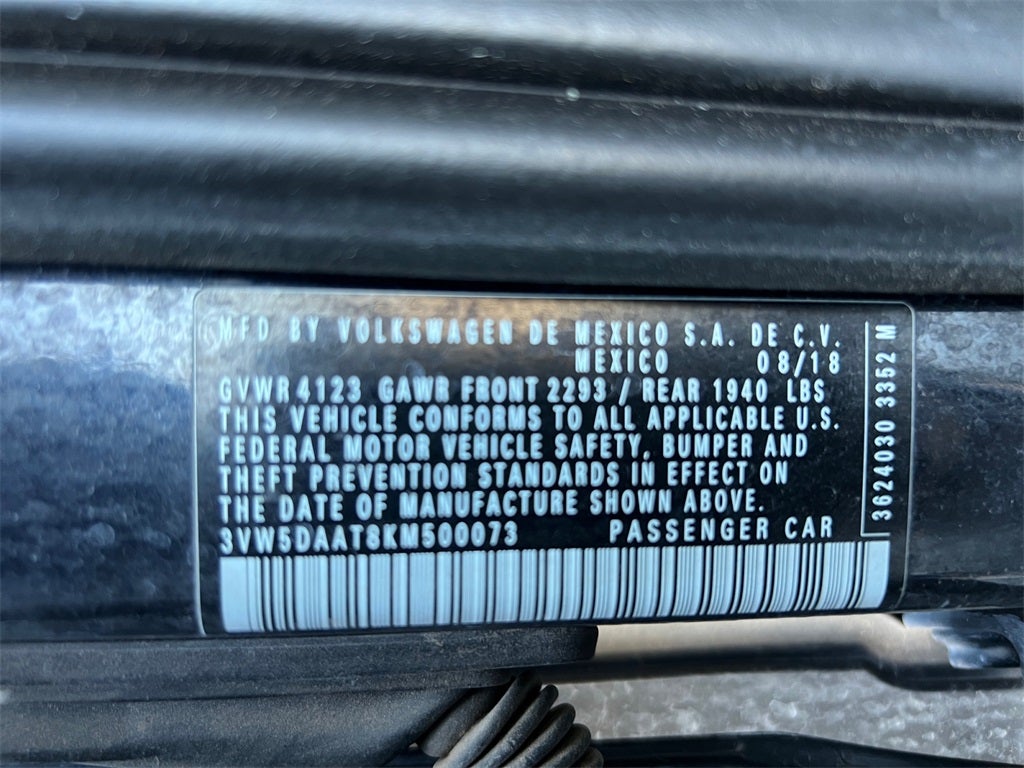 MFD BY VOLKSWAGEN DE MEXICO S.A. DE C.V.
MEXICO 08/18
GVWR 4123 GAWR FRONT 2293 / REAR 1940 LBS
THIS VEHICLE CONFORMS TO ALL APPLICABLE U.S.
FEDERAL MOTOR VEHICLE SAFETY, BUMPER AND
THEFT PREVENTION STANDARDS IN EFFECT ON
THE DATE OF MANUFACTURE SHOWN ABOVE.
3VW5DAAT8KM500073 PASSENGER CAR
3624030 3352 M